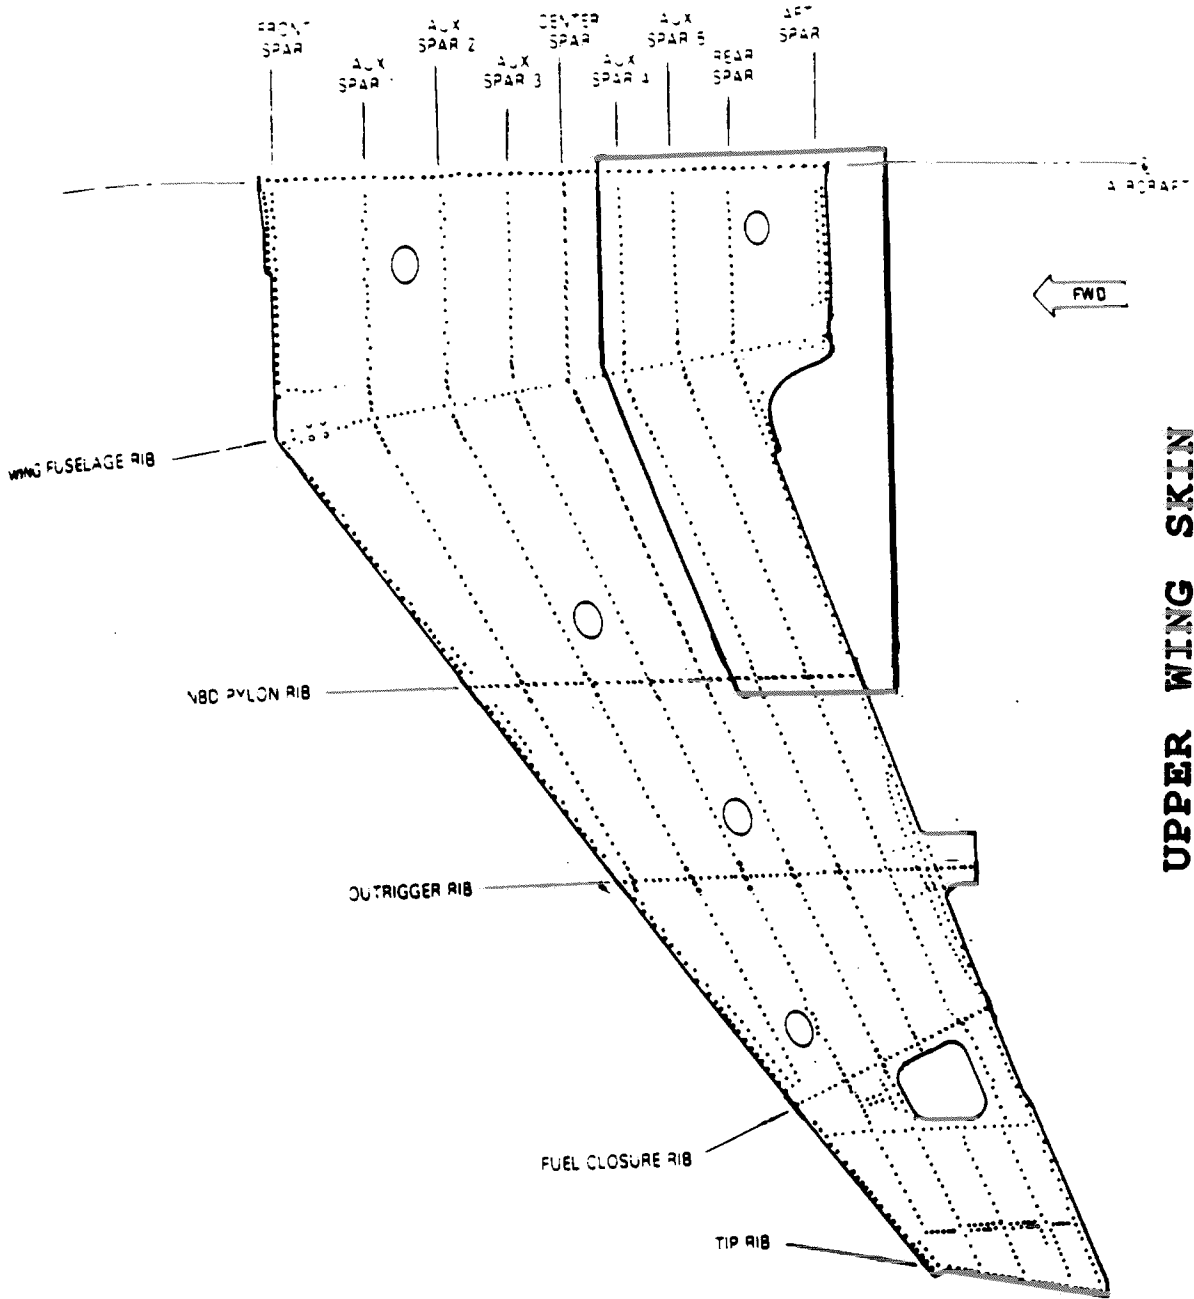 FRONT
SPAR
AUX
SPAR 1
AUX
SPAR 2
AUX
SPAR 3
CENTER
SPAR
AUX
SPAR 4
AUX
SPAR 5
REAR
SPAR
AFT
SPAR
AIRCRAFT
FWD
WING FUSELAGE RIB
UPPER WING SKIN
PYLON RIB
OUTRIGGER RIB
FUEL CLOSURE RIB
TIP RIB